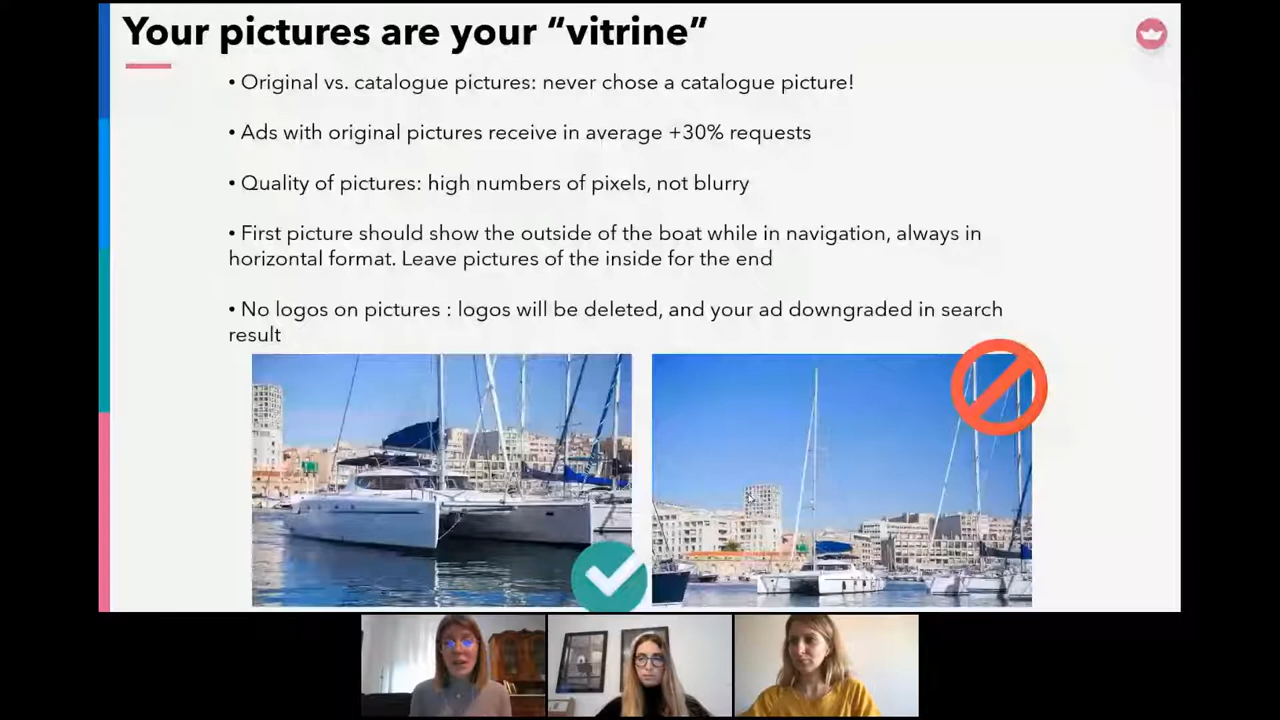 Your pictures are your “vitrine”
• Original vs. catalogue pictures: never chose a catalogue picture!
• Ads with original pictures receive in average +30% requests
• Quality of pictures: high numbers of pixels, not blurry
• First picture should show the outside of the boat while in navigation, always in
horizontal format. Leave pictures of the inside for the end
• No logos on pictures : logos will be deleted, and your ad downgraded in search
result